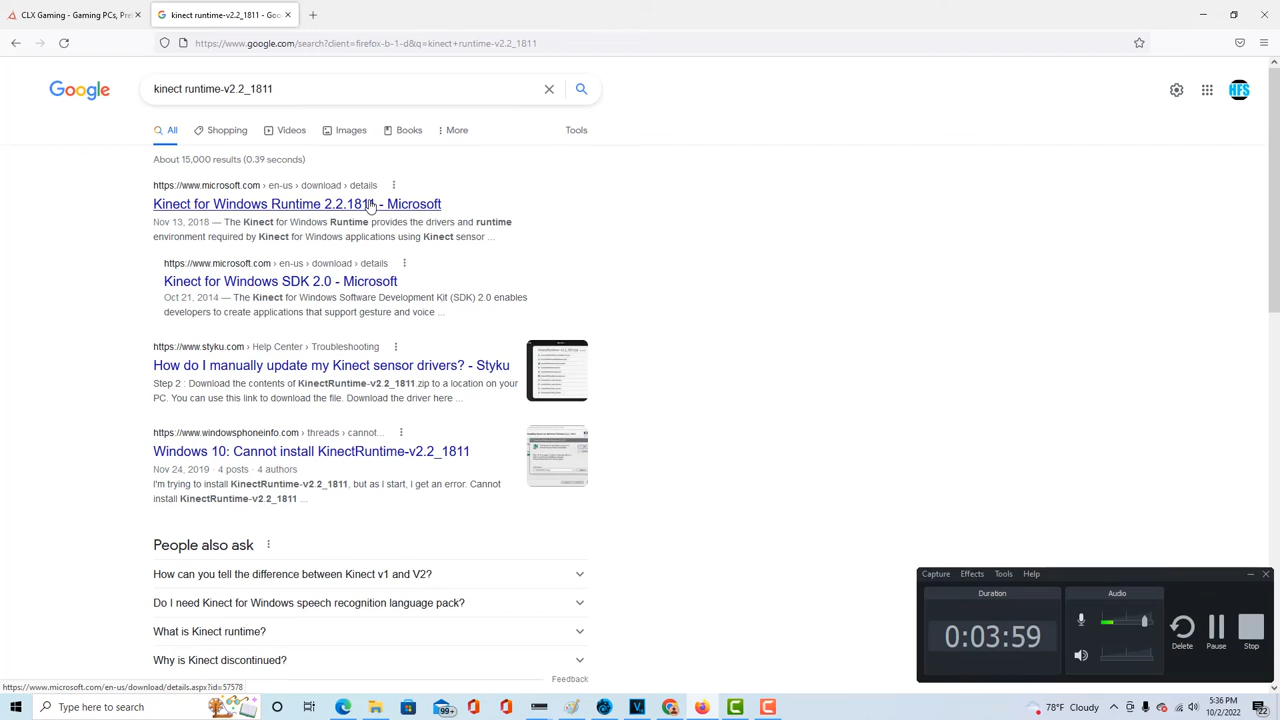 CLX Gaming - Gaming PCs, Pref
kinect runtime-v2.2_1811 - Goo
https://www.google.com/search?client=firefox-b-1-d&q=kinect+runtime-v2.2_1811
Google
kinect runtime-v2.2_1811
HFS
All
Shopping
Videos
Images
Books
More
Tools
About 15,000 results (0.39 seconds)
https://www.microsoft.com › en-us › download › details
Kinect for Windows Runtime 2.2.1811 - Microsoft
Nov 13, 2018 — The Kinect for Windows Runtime provides the drivers and runtime
environment required by Kinect for Windows applications using Kinect sensor ...
https://www.microsoft.com › en-us › download › details
Kinect for Windows SDK 2.0 - Microsoft
Oct 21, 2014 — The Kinect for Windows Software Development Kit (SDK) 2.0 enables
developers to create applications that support gesture and voice ...
https://www.styku.com › Help Center › Troubleshooting
How do I manually update my Kinect sensor drivers? - Styku
Step 2 : Download the contents of KinectRuntime-v2.2_1811.zip to a location on your
PC. You can use this link to download the file. Download the driver here ...
https://www.windowsphoneinfo.com › threads › cannot...
Windows 10: Cannot install KinectRuntime-v2.2_1811
Nov 24, 2019 · 4 posts · 4 authors
I'm trying to install KinectRuntime-v2.2_1811, but as I start, I get an error. Cannot
install KinectRuntime-v2.2_1811 ...
People also ask
How can you tell the difference between Kinect v1 and V2?
Do I need Kinect for Windows speech recognition language pack?
What is Kinect runtime?
Why is Kinect discontinued?
Feedback
https://www.microsoft.com/en-us/download/details.aspx?id=57578
Capture Effects Tools Help
Duration
Audio
0:03:59
Delete
Pause
Stop
Type here to search
99+
78°F Cloudy
5:36 PM
10/2/2022
22